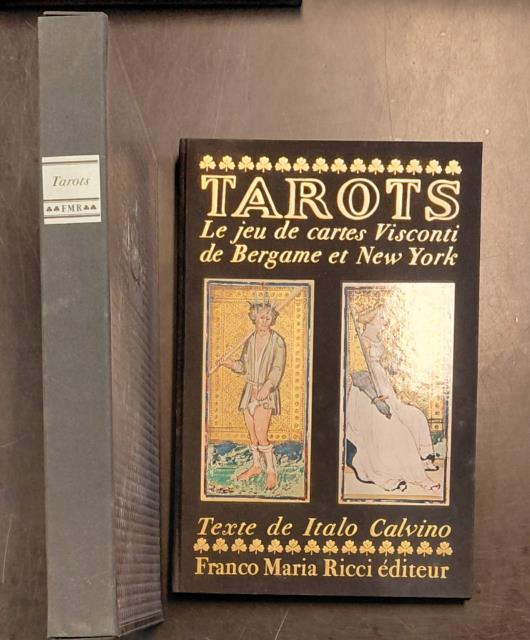 Tarots
FMR
TAROTS
Le jeu de cartes Visconti
de Bergame et New York
Texte de Italo Calvino
Franco Maria Ricci éditeur